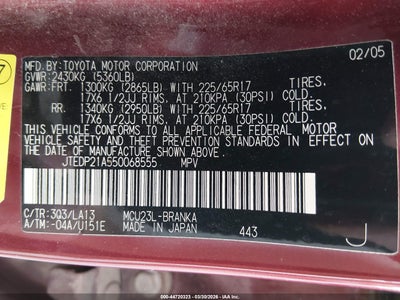 MFD.BY:TOYOTA MOTOR CORPORATION 02/05
GVWR:2430KG (5360LB)
GAWR:FRT. 1300KG (2865LB) WITH 225/65R17 TIRES,
17X6 1/2JJ RIMS. AT 210KPA (30PSI) COLD.
RR. 1340KG (2950LB) WITH 225/65R17 TIRES,
17X6 1/2JJ RIMS. AT 210KPA (30PSI) COLD.
THIS VEHICLE CONFORMS TO ALL APPLICABLE FEDERAL MOTOR
VEHICLE SAFETY AND THEFT PREVENTION STANDARDS IN EFFECT
ON THE DATE OF MANUFACTURE SHOWN ABOVE.
JTEDP21A550068555 MPV
C/TR:3Q3/LA13 MCU23L-BRANKA
A/TM:-04A/U151E MADE IN JAPAN 443 J
7
000-44720323 - 03/30/2026 - IAA Inc.